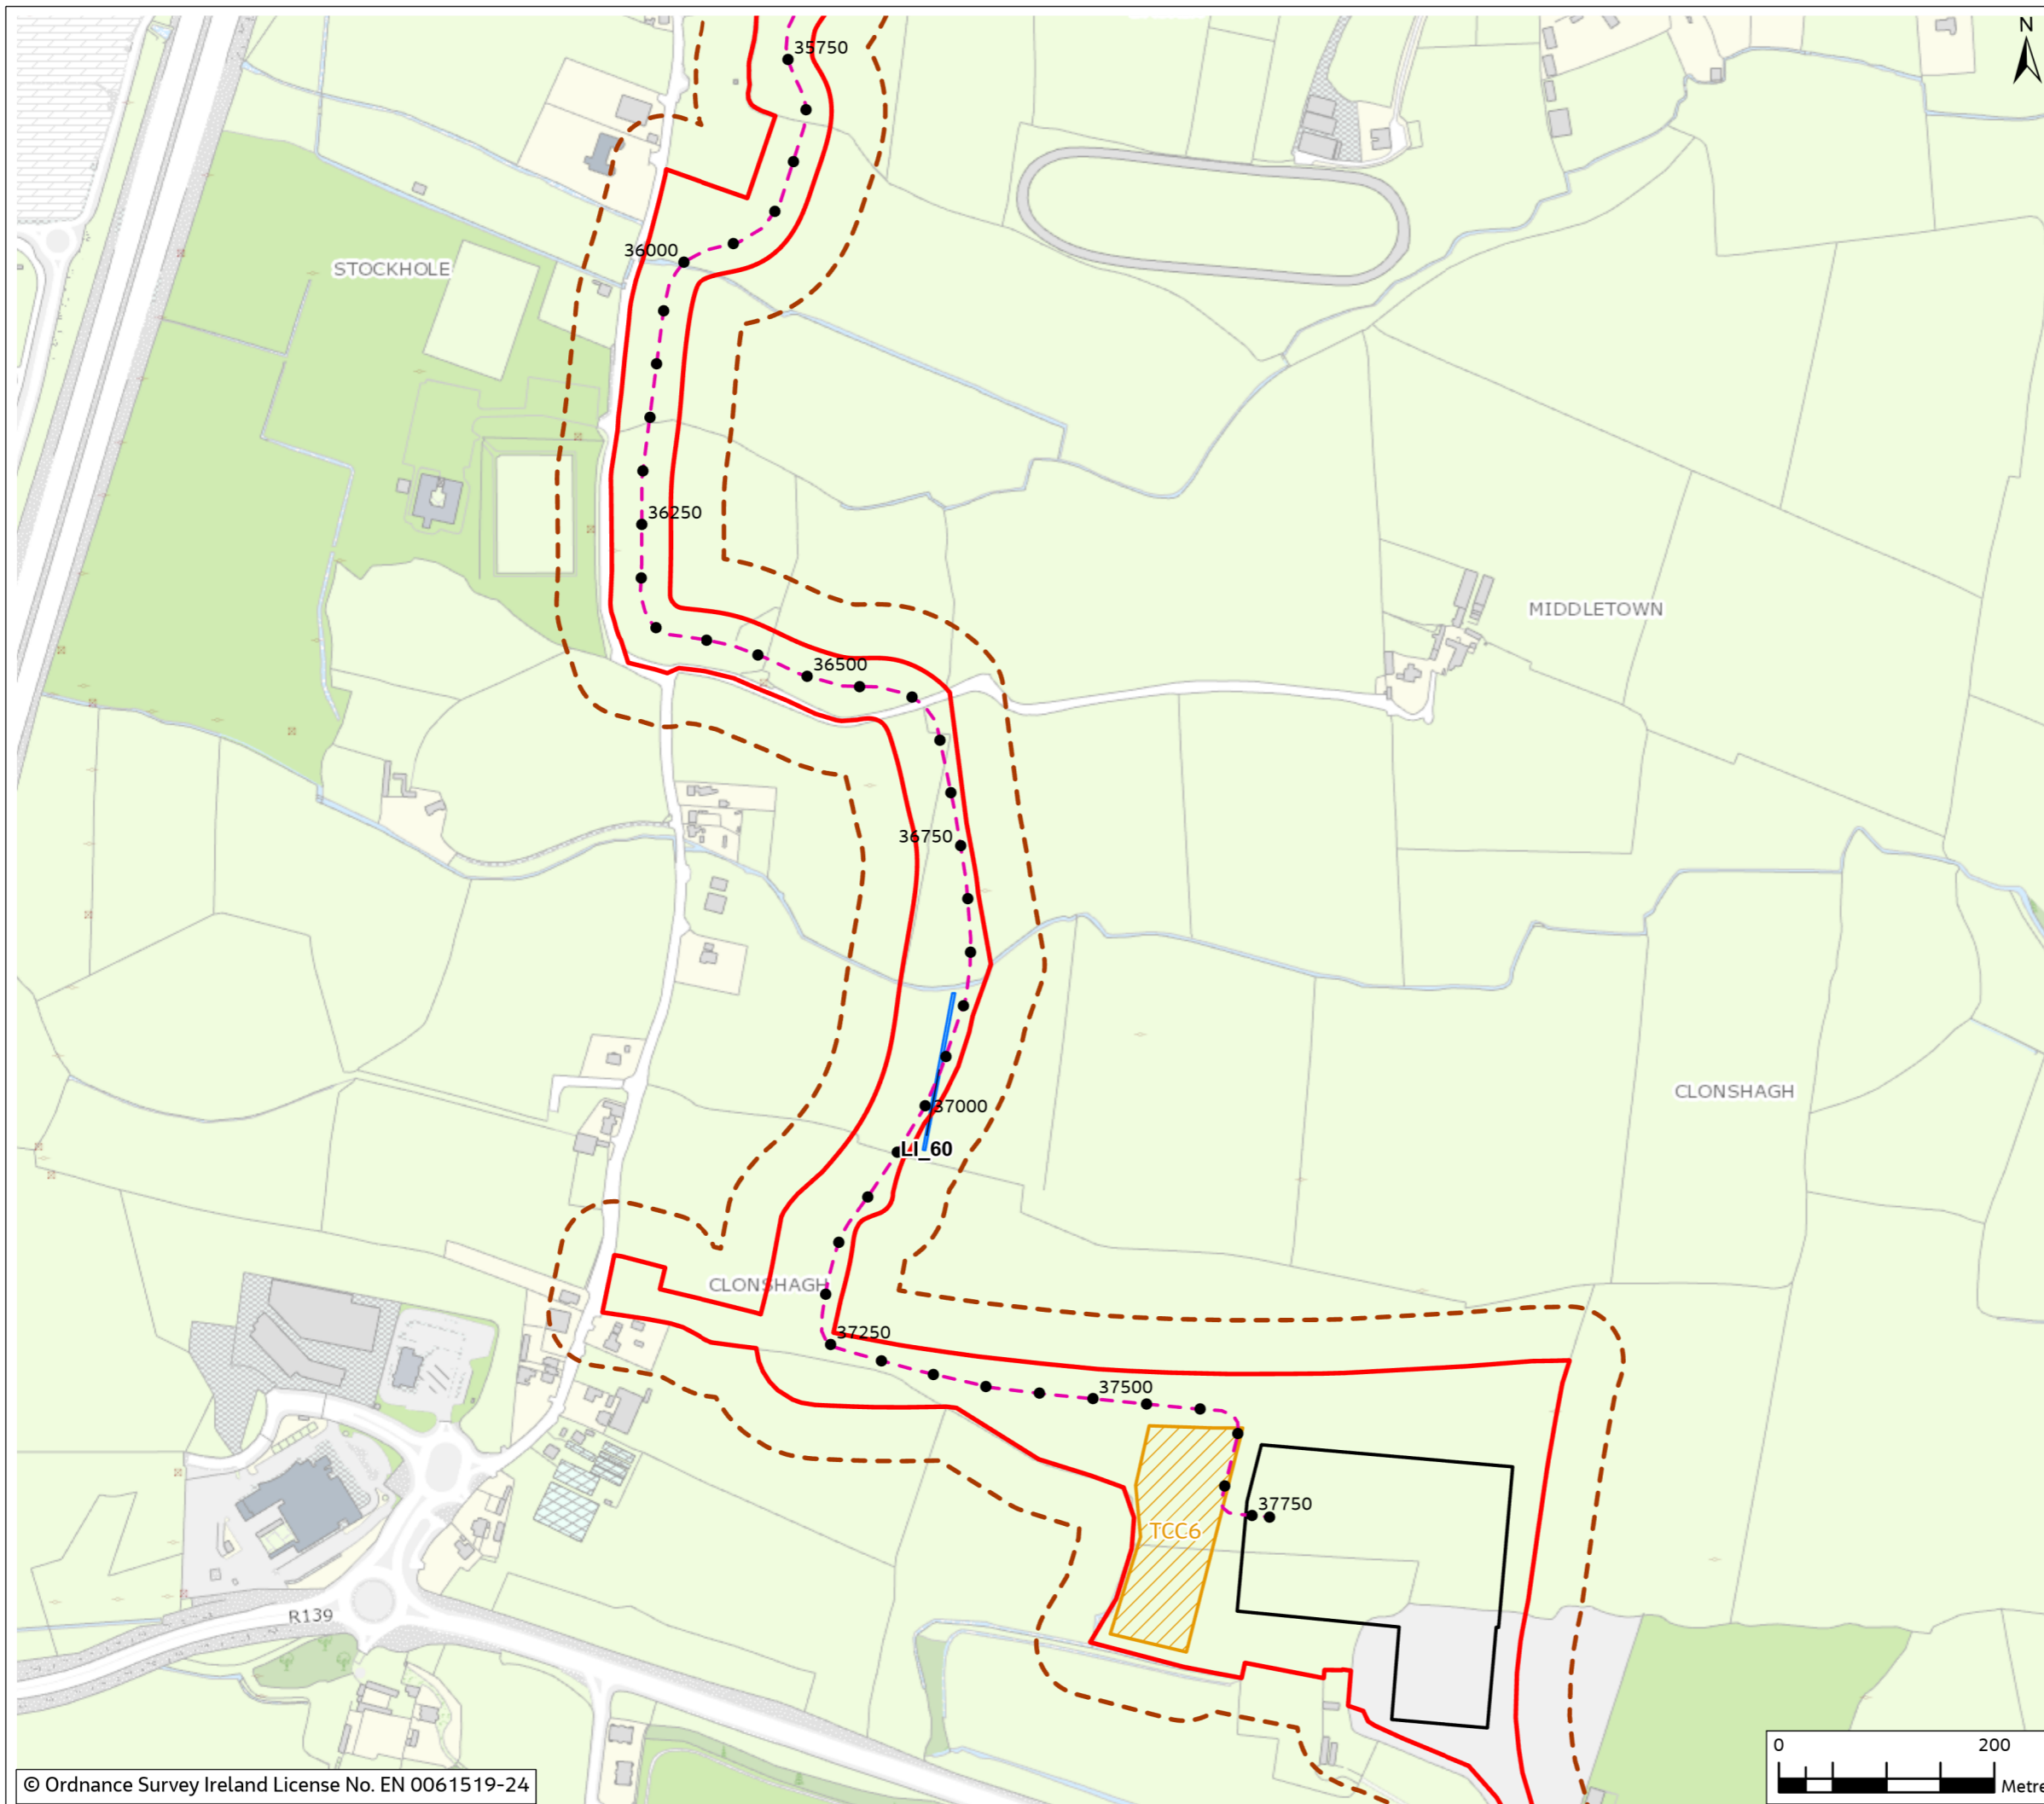 N
35750
36000
STOCKHOLE
36250
MIDDLETOWN
36500
36750
CLONSHAGH
37000
LI_60
CLONSHAGH
37250
37500
37750
TCC6
R139
0 200
Metre
© Ordnance Survey Ireland License No. EN 0061519-24